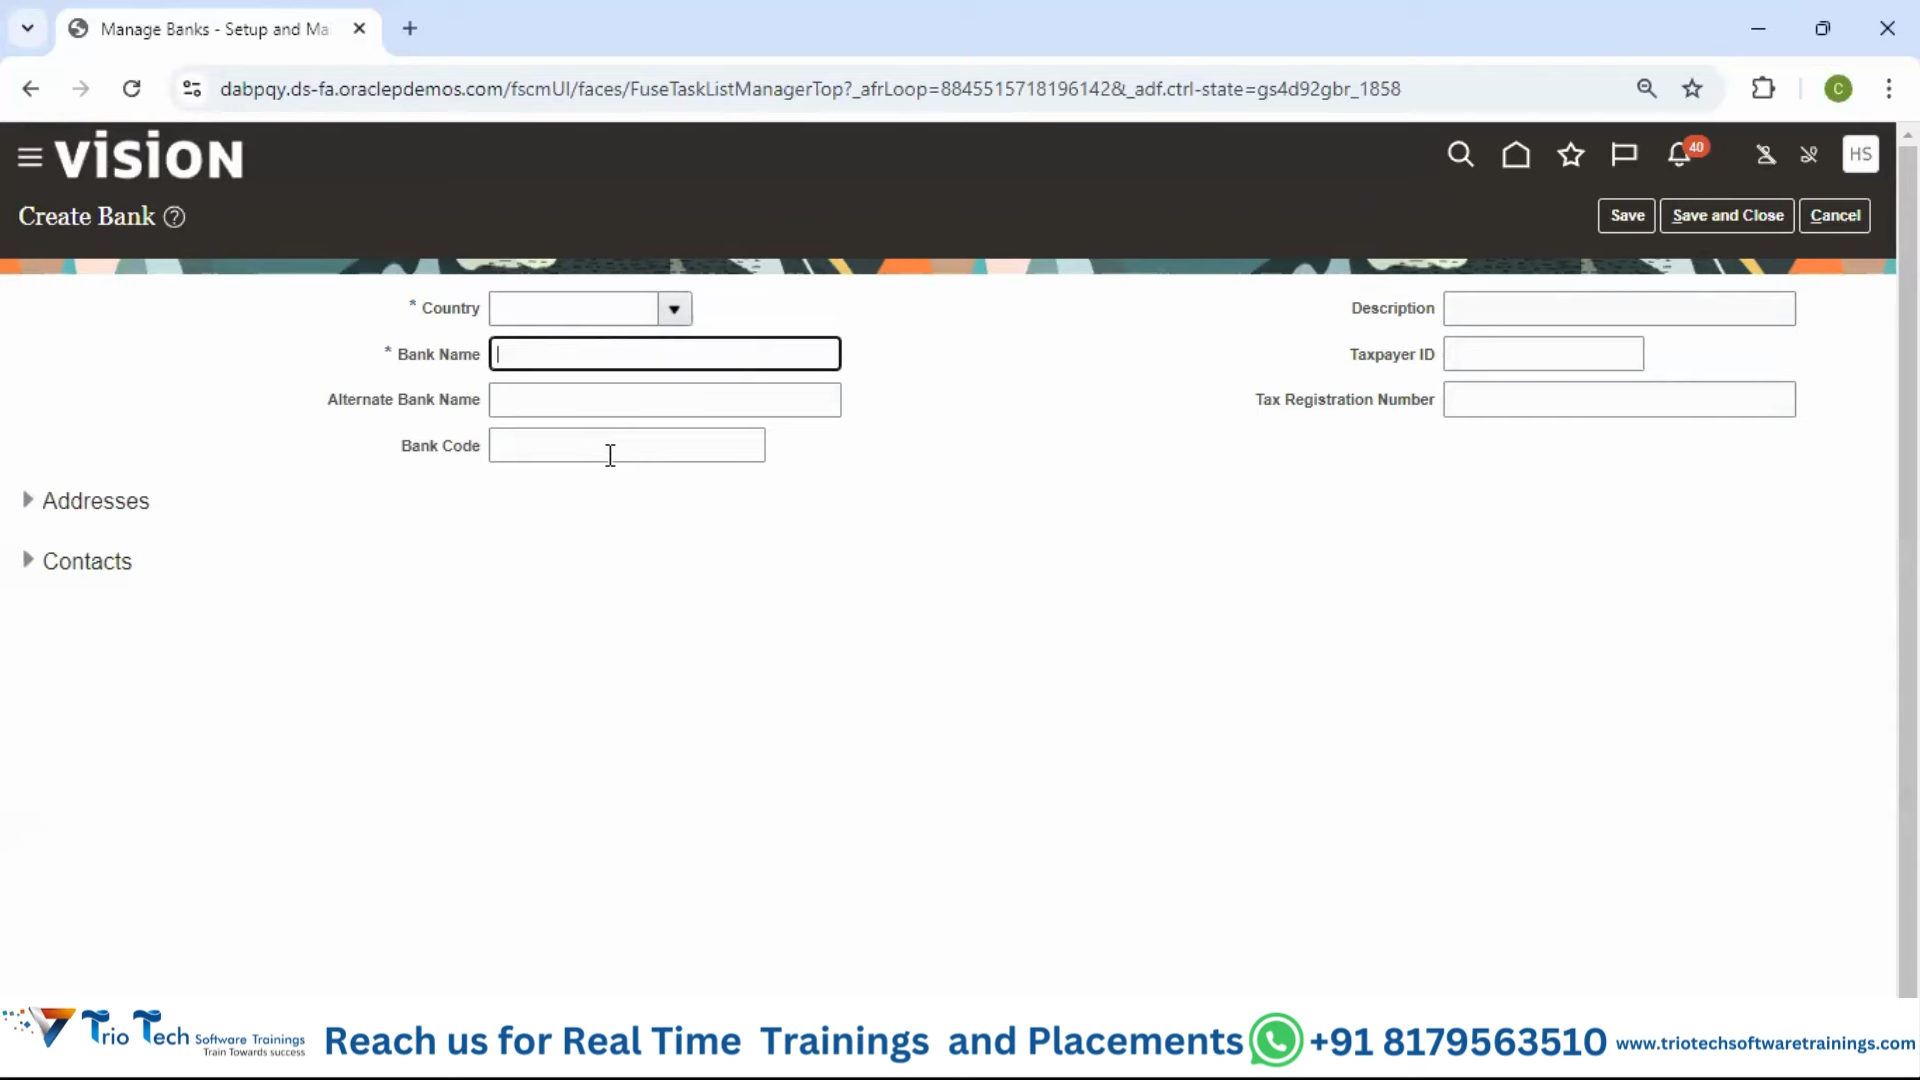 Manage Banks - Setup and Ma
dabpqy.ds-fa.oraclepdemos.com/fscmUI/faces/FuseTaskListManagerTop?_afrLoop=88455157181961428&_adf.ctrl-state=gs4d92gbr_1858
C
VISION
40
HS
Create Bank ?
Save Save and Close Cancel
* Country
Description
* Bank Name
Taxpayer ID
Alternate Bank Name
Tax Registration Number
Bank Code
Addresses
Contacts
Trio Tech Software Trainings
Train Towards success
Reach us for Real Time Trainings and Placements +91 8179563510 www.triotechsoftwaretrainings.com